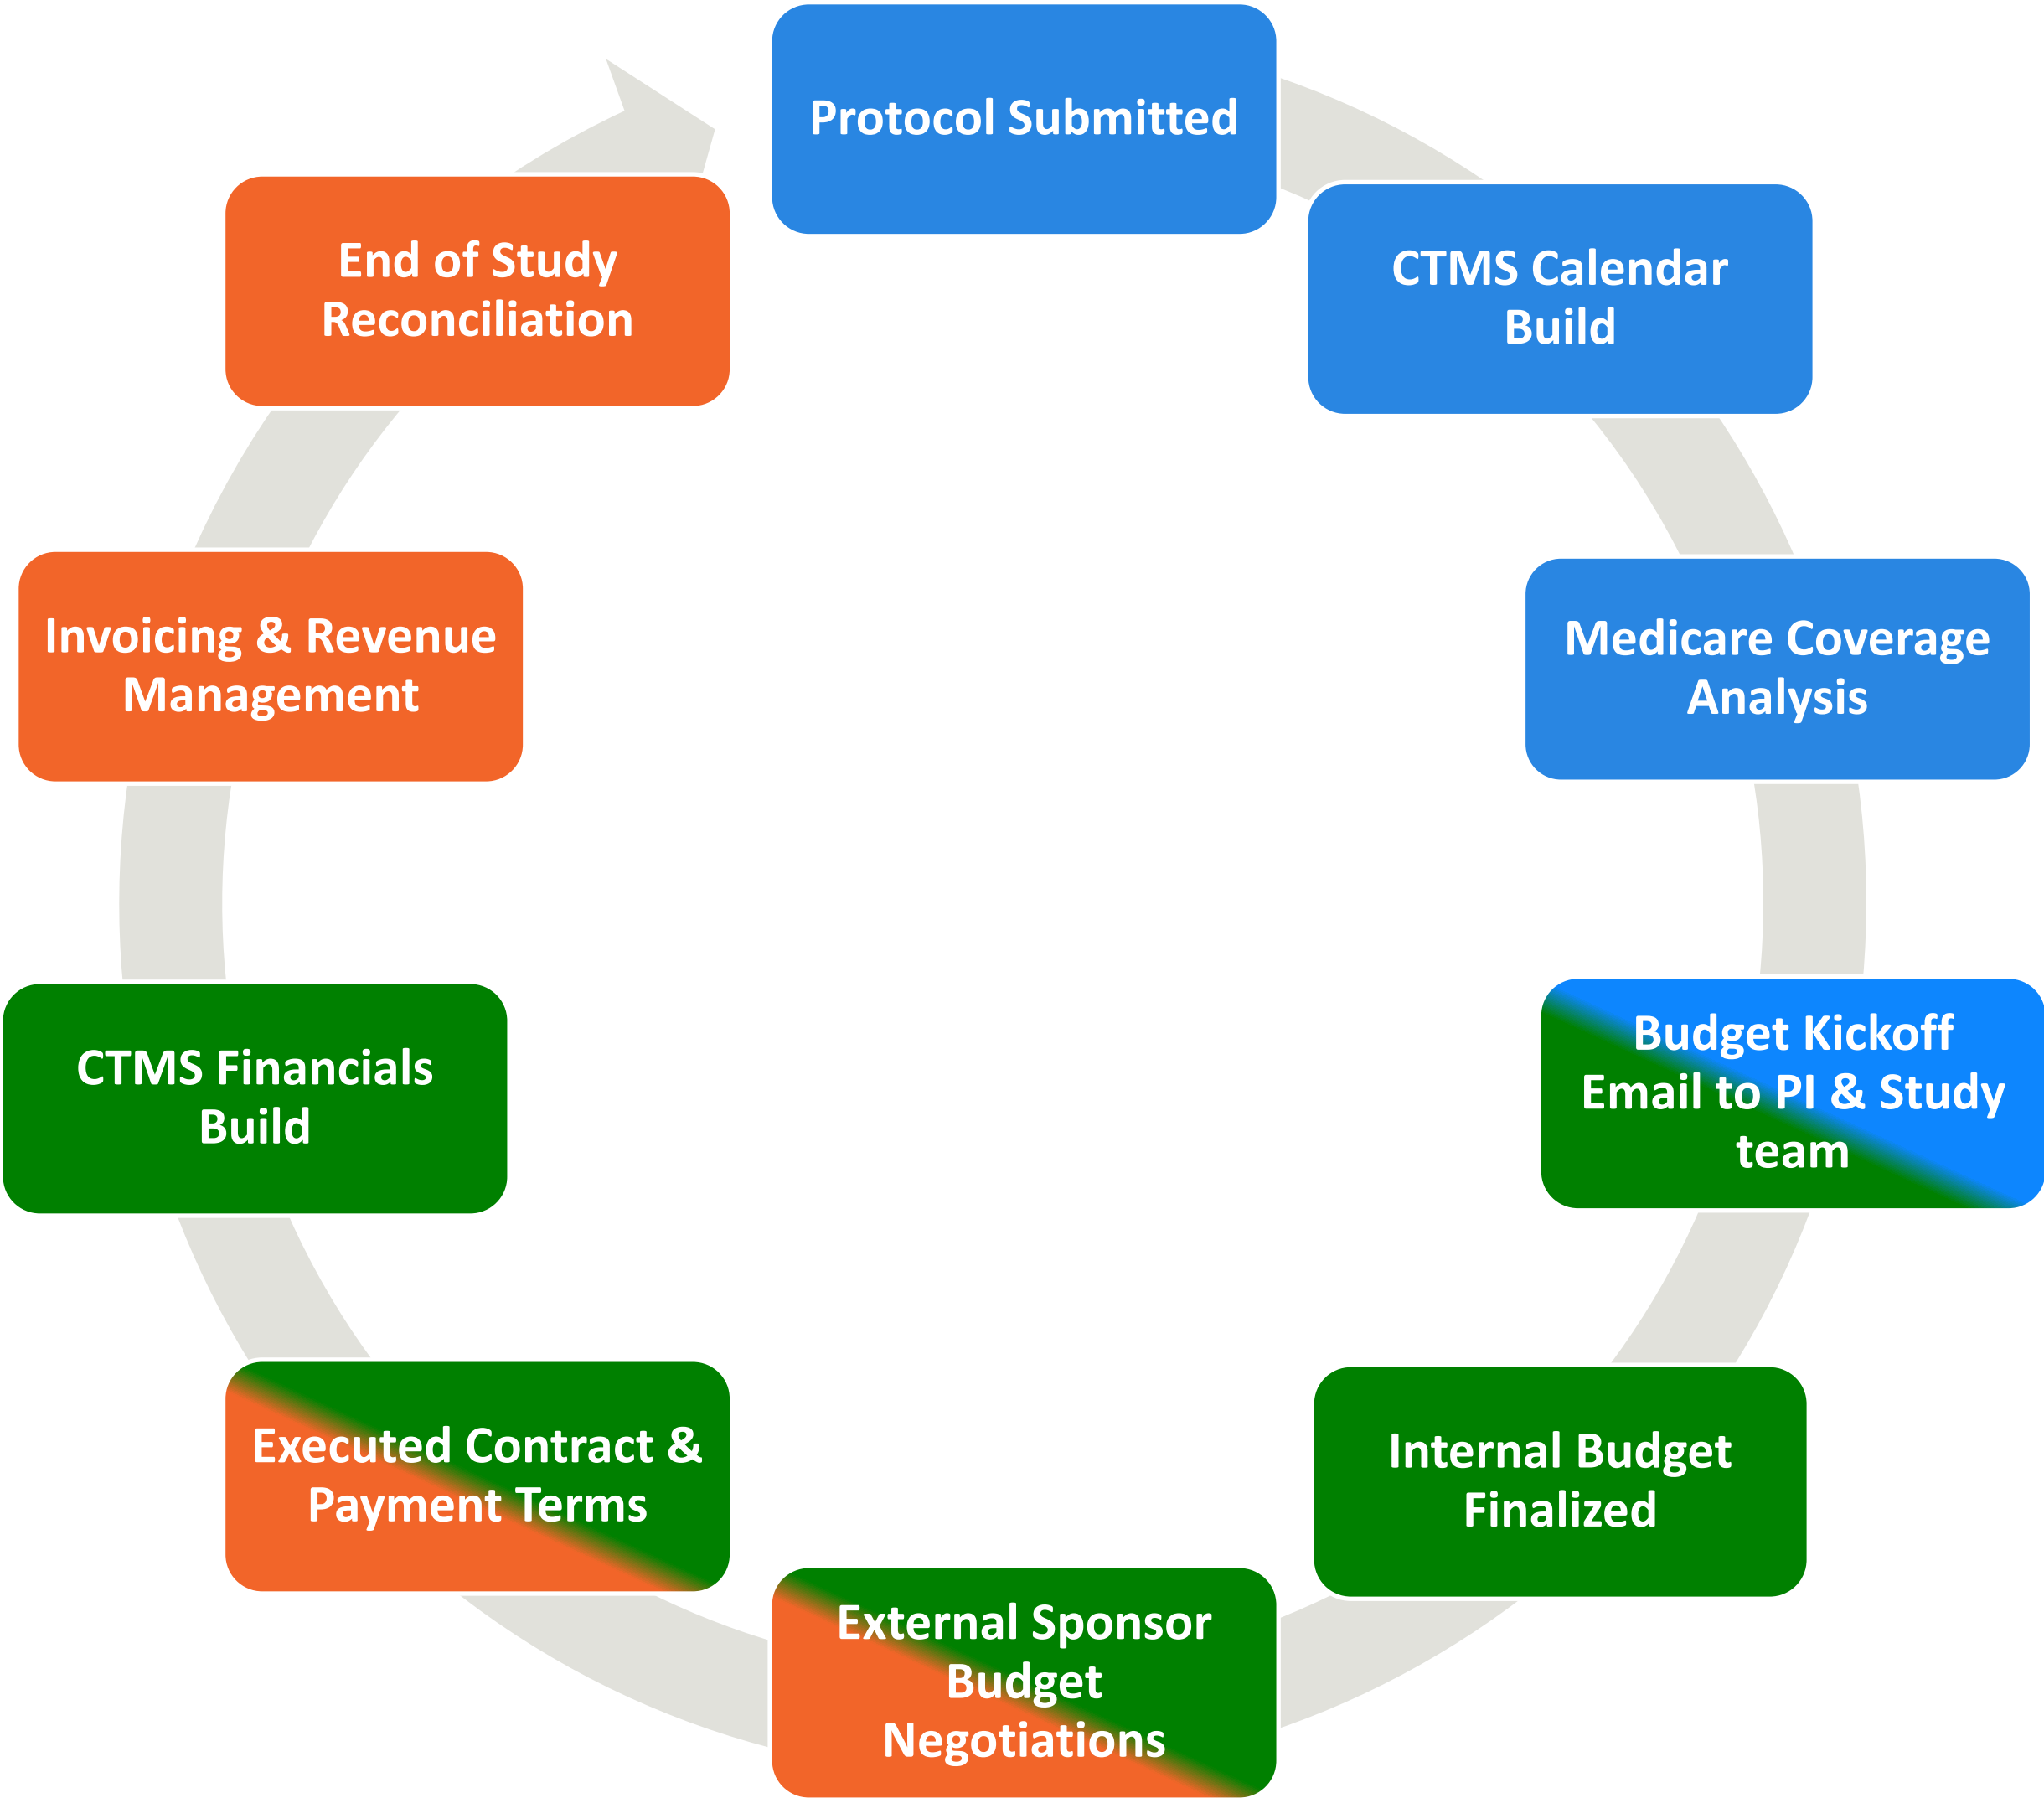 Protocol Submitted
CTMS Calendar
Build
Medicare Coverage
Analysis
Budget Kickoff
Email to PI & Study
team
Internal Budget
Finalized
External Sponsor
Budget
Negotiations
Executed Contract &
Payment Terms
CTMS Financials
Build
Invoicing & Revenue
Management
End of Study
Reconciliation